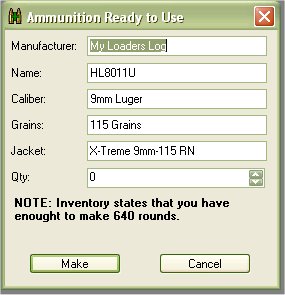 Ammunition Ready to Use
Manufacturer: My Loaders Log
Name: HL8011U
Caliber: 9mm Luger
Grains: 115 Grains
Jacket: X-Treme 9mm-115 RN
Qty: 0
NOTE: Inventory states that you have
enought to make 640 rounds.
Make Cancel